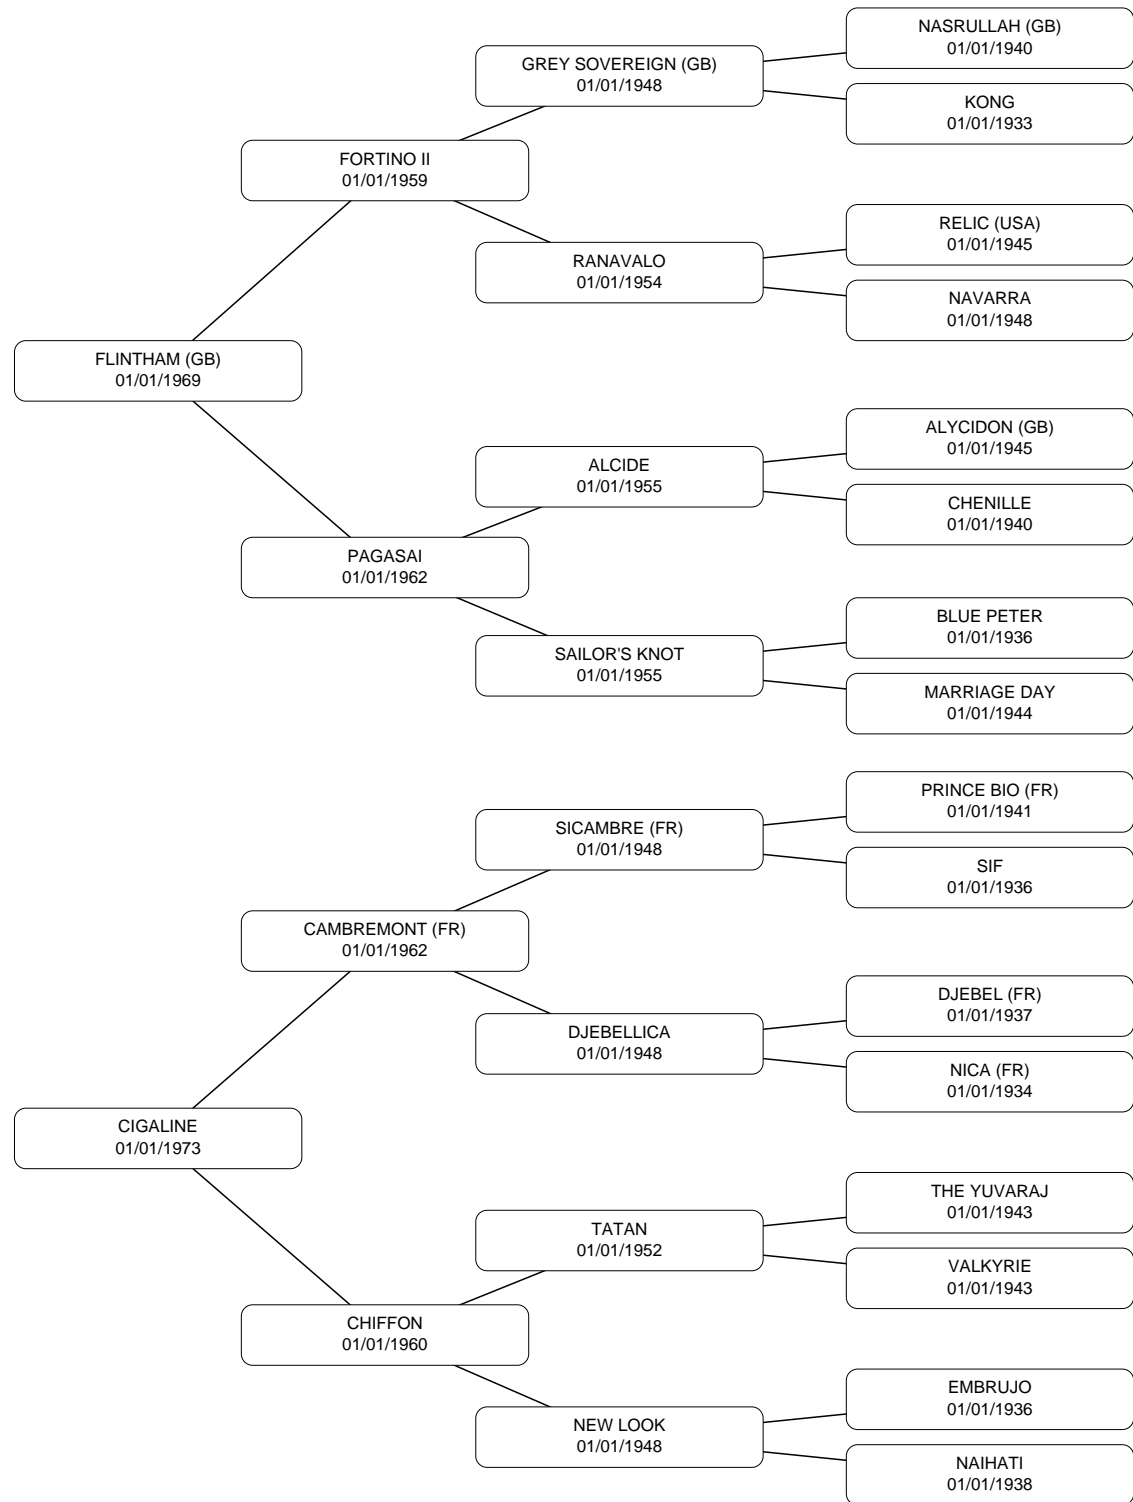 NASRULLAH (GB)
01/01/1940
GREY SOVEREIGN (GB)
01/01/1948
KONG
01/01/1933
FORTINO II
01/01/1959
RELIC (USA)
01/01/1945
RANAVALO
01/01/1954
NAVARRA
01/01/1948
FLINTHAM (GB)
01/01/1969
ALYCIDON (GB)
01/01/1945
ALCIDE
01/01/1955
CHENILLE
01/01/1940
PAGASAI
01/01/1962
BLUE PETER
01/01/1936
SAILOR'S KNOT
01/01/1955
MARRIAGE DAY
01/01/1944
PRINCE BIO (FR)
01/01/1941
SICAMBRE (FR)
01/01/1948
SIF
01/01/1936
CAMBREMONT (FR)
01/01/1962
DJEBEL (FR)
01/01/1937
DJEBELLICA
01/01/1948
NICA (FR)
01/01/1934
CIGALINE
01/01/1973
THE YUVARAJ
01/01/1943
TATAN
01/01/1952
VALKYRIE
01/01/1943
CHIFFON
01/01/1960
EMBRUJO
01/01/1936
NEW LOOK
01/01/1948
NAIHATI
01/01/1938